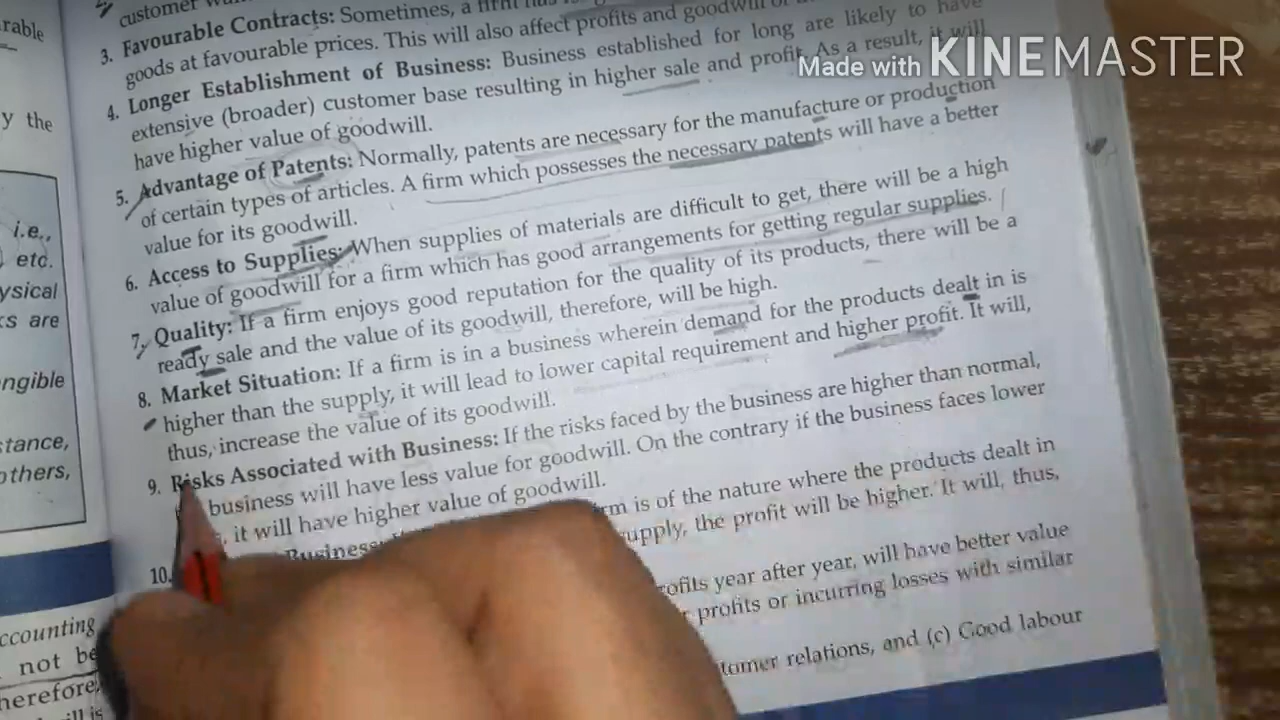 rable
y the
i.e.,
etc.
ysical
ks are
ngible
stance,
others,
ccounting
not be
herefore,
ill is
customer
3. Favourable Contracts: Sometimes, a firm has
goods at favourable prices. This will also affect profits and goodwill of
4. Longer Establishment of Business: Business established for long are likely to have
extensive (broader) customer base resulting in higher sale and profit. As a result, it will
have higher value of goodwill.
5. Advantage of Patents: Normally, patents are necessary for the manufacture or production
of certain types of articles. A firm which possesses the necessary patents will have a better
value for its goodwill.
6. Access to Supplies: When supplies of materials are difficult to get, there will be a high
value of goodwill for a firm which has good arrangements for getting regular supplies.
7. Quality: If a firm enjoys good reputation for the quality of its products, there will be a
ready sale and the value of its goodwill, therefore, will be high.
8. Market Situation: If a firm is in a business wherein demand for the products dealt in is
higher than the supply, it will lead to lower capital requirement and higher profit. It will,
thus, increase the value of its goodwill.
9. Risks Associated with Business: If the risks faced by the business are higher than normal,
business will have less value for goodwill. On the contrary if the business faces lower
, it will have higher value of goodwill.
10. Business: rm is of the nature where the products dealt in
supply, the profit will be higher. It will, thus,
rofits year after year, will have better value
profits or incurring losses with similar
tomer relations, and (c) Good labour
Made with KINEMASTER